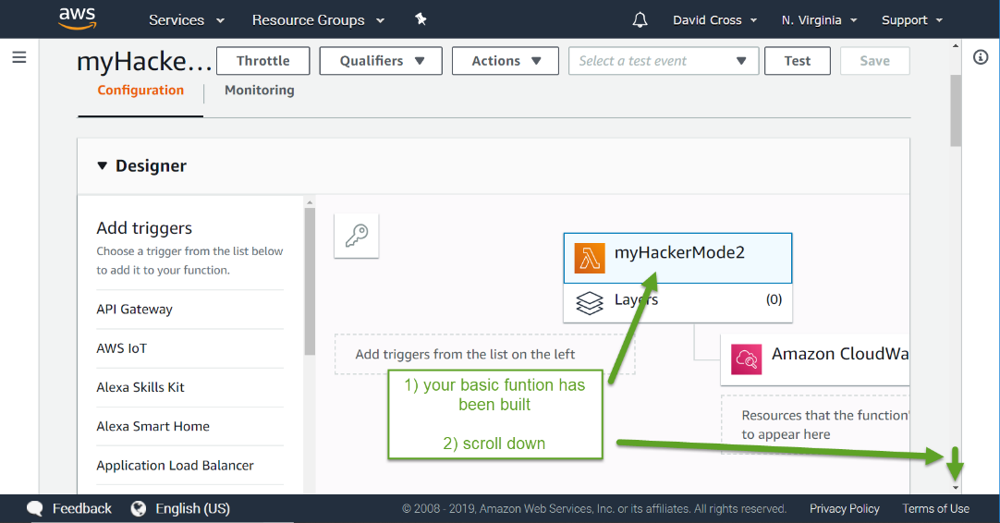 aws Services Resource Groups David Cross N. Virginia Support
myHacke... Throttle Qualifiers Actions Select a test event Test Save
Configuration Monitoring
Designer
Add triggers
Choose a trigger from the list below
to add it to your function.
API Gateway
AWS IoT
Alexa Skills Kit
Alexa Smart Home
Application Load Balancer
myHackerMode2
Layers (0)
Add triggers from the list on the left
Amazon CloudWa
Resources that the function'
to appear here
1) your basic funtion has
been built
2) scroll down
Feedback English (US) © 2008 - 2019, Amazon Web Services, Inc. or its affiliates. All rights reserved. Privacy Policy Terms of Use